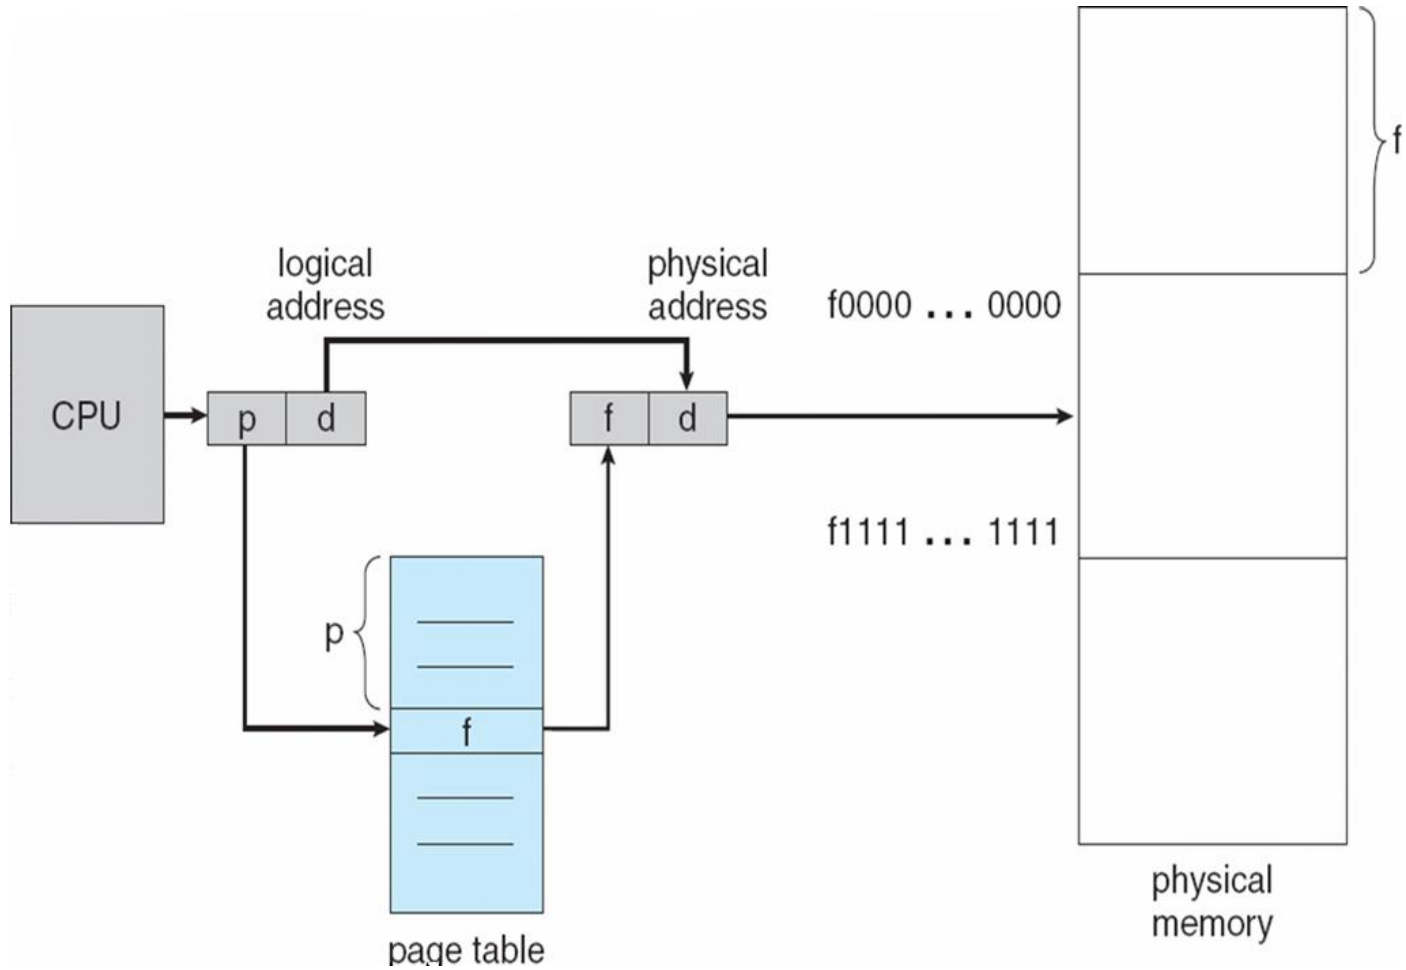 f
logical
address
physical
address
f0000 ... 0000
CPU
p
d
f
d
f1111 ... 1111
p
f
physical
memory
page table